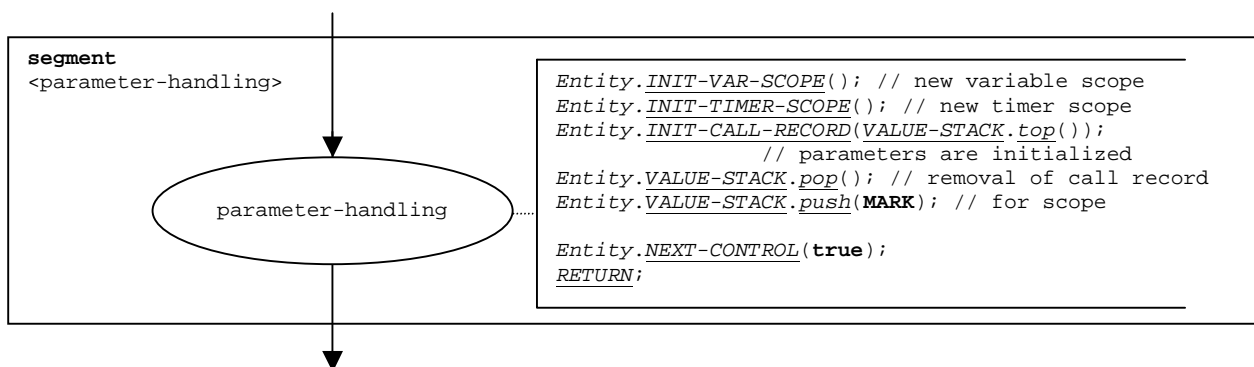 segment
<parameter-handling>
parameter-handling
Entity.INIT-VAR-SCOPE(); // new variable scope
Entity.INIT-TIMER-SCOPE(); // new timer scope
Entity.INIT-CALL-RECORD(VALUE-STACK.top());
// parameters are initialized
Entity.VALUE-STACK.pop(); // removal of call record
Entity.VALUE-STACK.push(MARK); // for scope
Entity.NEXT-CONTROL(true);
RETURN;